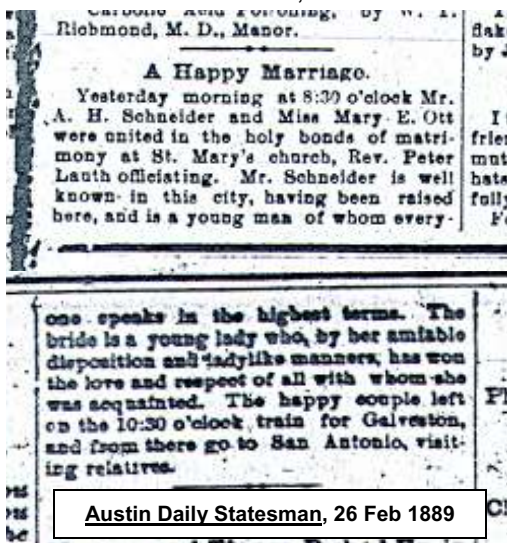 Carbolic Acid Poisoning, by W. T.
Richmond, M. D., Manor.
A Happy Marriage.
Yesterday morning at 8:30 o'clock Mr.
A. H. Schneider and Miss Mary E. Ott
were united in the holy bonds of matri-
mony at St. Mary's church, Rev. Peter
Lauth officiating. Mr. Schneider is well
known in this city, having been raised
here, and is a young man of whom every-
one speaks in the highest terms. The
bride is a young lady who, by her amiable
disposition and ladylike manners, has won
the love and respect of all with whom she
was acquainted. The happy couple left
on the 10:30 o'clock train for Galveston,
and from there go to San Antonio, visit-
ing relatives.
Austin Daily Statesman, 26 Feb 1889